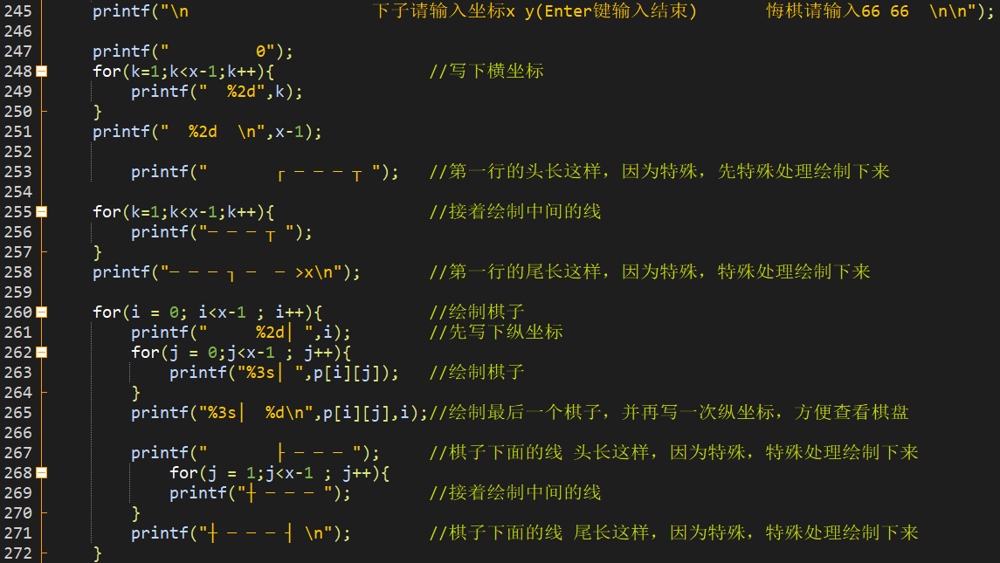 245 printf("\n 下子请输入坐标x y(Enter键输入结束) 悔棋请输入66 66 \n\n");
246
247 printf(" 0");
248 for(k=1;k<x-1;k++){ //写下横坐标
249 printf(" %2d",k);
250 }
251 printf(" %2d \n",x-1);
252
253 printf(" ┌ ─ ─ ─ ┬ "); //第一行的头长这样，因为特殊，先特殊处理绘制下来
254
255 for(k=1;k<x-1;k++){ //接着绘制中间的线
256 printf("─ ─ ─ ┬ ");
257 }
258 printf("─ ─ ─ ┐ ─ ─ >x\n"); //第一行的尾长这样，因为特殊，特殊处理绘制下来
259
260 for(i = 0; i<x-1 ; i++){ //绘制棋子
261 printf(" %2d│ ",i); //先写下纵坐标
262 for(j = 0;j<x-1 ; j++){
263 printf("%3s│ ",p[i][j]); //绘制棋子
264 }
265 printf("%3s│ %d\n",p[i][j],i);//绘制最后一个棋子，并再写一次纵坐标，方便查看棋盘
266
267 printf(" ├ ─ ─ ─ "); //棋子下面的线 头长这样，因为特殊，特殊处理绘制下来
268 for(j = 1;j<x-1 ; j++){
269 printf("┼ ─ ─ ─ "); //接着绘制中间的线
270 }
271 printf("┼ ─ ─ ─ ┤ \n"); //棋子下面的线 尾长这样，因为特殊，特殊处理绘制下来
272 }